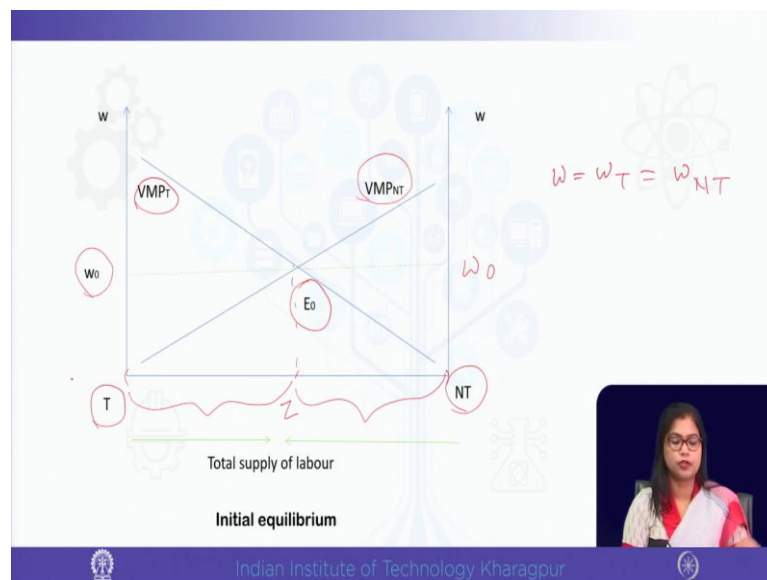 w
w
VMPT
VMPNT
w = wT = wNT
w0
w0
E0
T
Z
NT
Total supply of labour
Initial equilibrium
Indian Institute of Technology Kharagpur